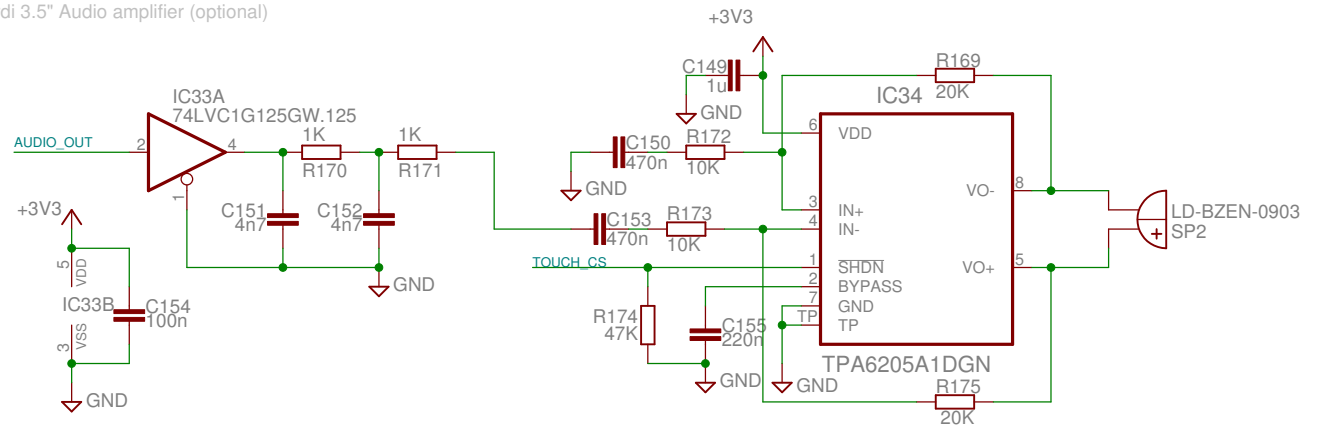 di 3.5" Audio amplifier (optional)
+3V3
C149
1u
GND
R169
20K
IC33A
74LVC1G125GW.125
AUDIO_OUT
2
4
1
1K
R170
1K
R171
C151
4n7
C152
4n7
GND
C150
470n
GND
R172
10K
C153
470n
R173
10K
IC34
6
VDD
3
IN+
4
IN-
1
SHDN
2
BYPASS
7
GND
TP
TP
8
VO-
5
VO+
TPA6205A1DGN
LD-BZEN-0903
SP2
TOUCH_CS
R174
47K
C155
220n
GND
GND
R175
20K
+3V3
5
VDD
IC33B
C154
100n
3
VSS
GND